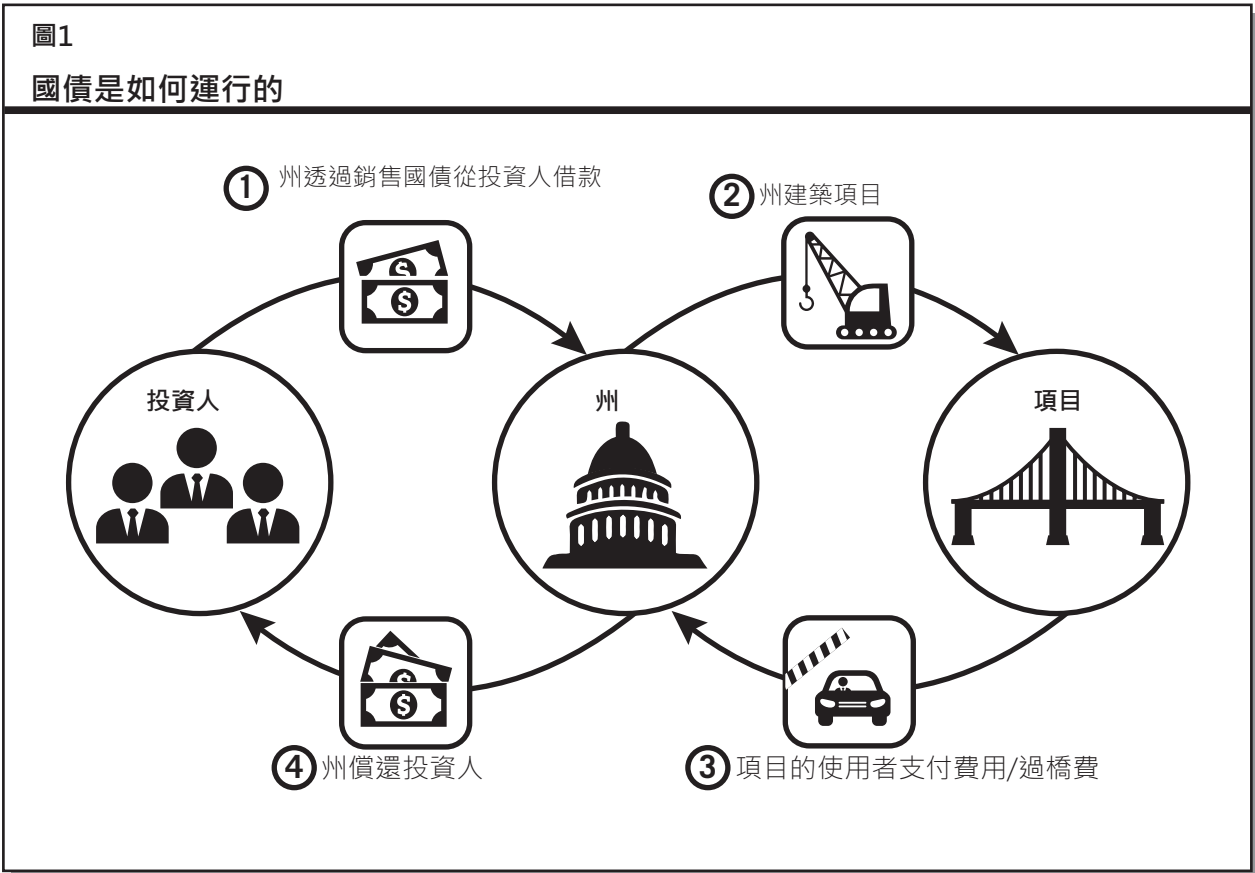 圖1
國債是如何運行的
1 州透過銷售國債從投資人借款
2 州建築項目
投資人
州
項目
4 州償還投資人
3 項目的使用者支付費用/過橋費